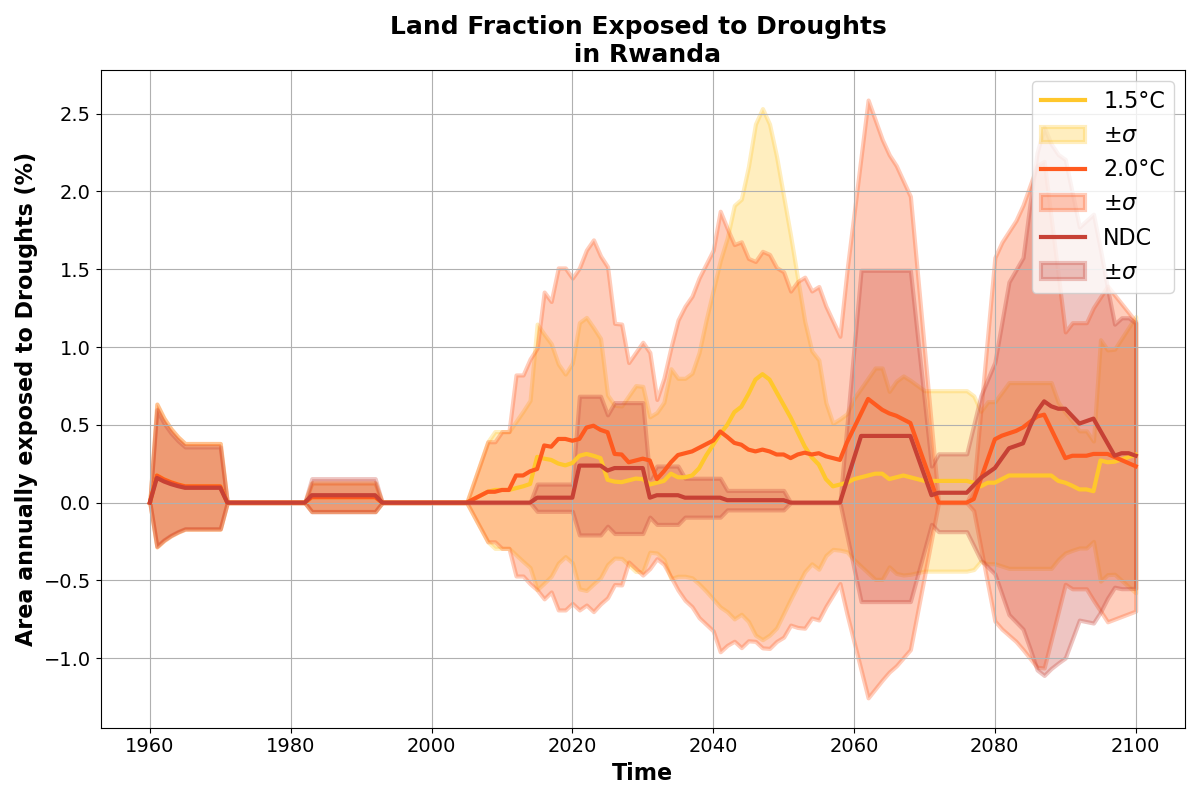 Land Fraction Exposed to Droughts
in Rwanda
Area annually exposed to Droughts (%)
2.5
2.0
1.5
1.0
0.5
0.0
−0.5
−1.0
1960
1980
2000
2020
2040
2060
2080
2100
Time
1.5°C
±σ
2.0°C
±σ
NDC
±σ